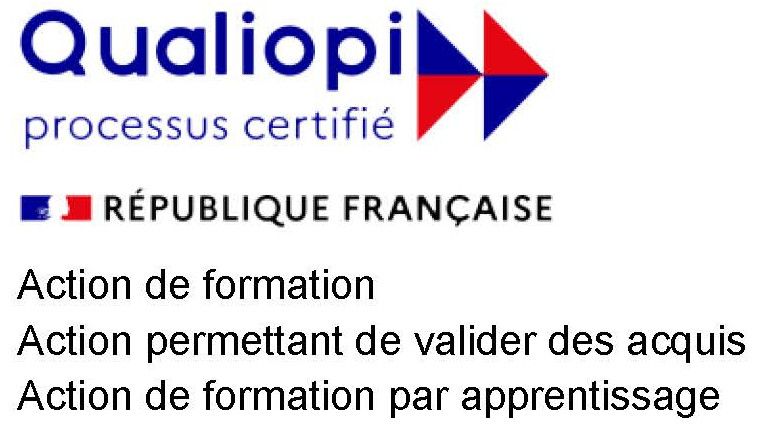 Qualiopi
processus certifié
RÉPUBLIQUE FRANÇAISE
Action de formation
Action permettant de valider des acquis
Action de formation par apprentissage